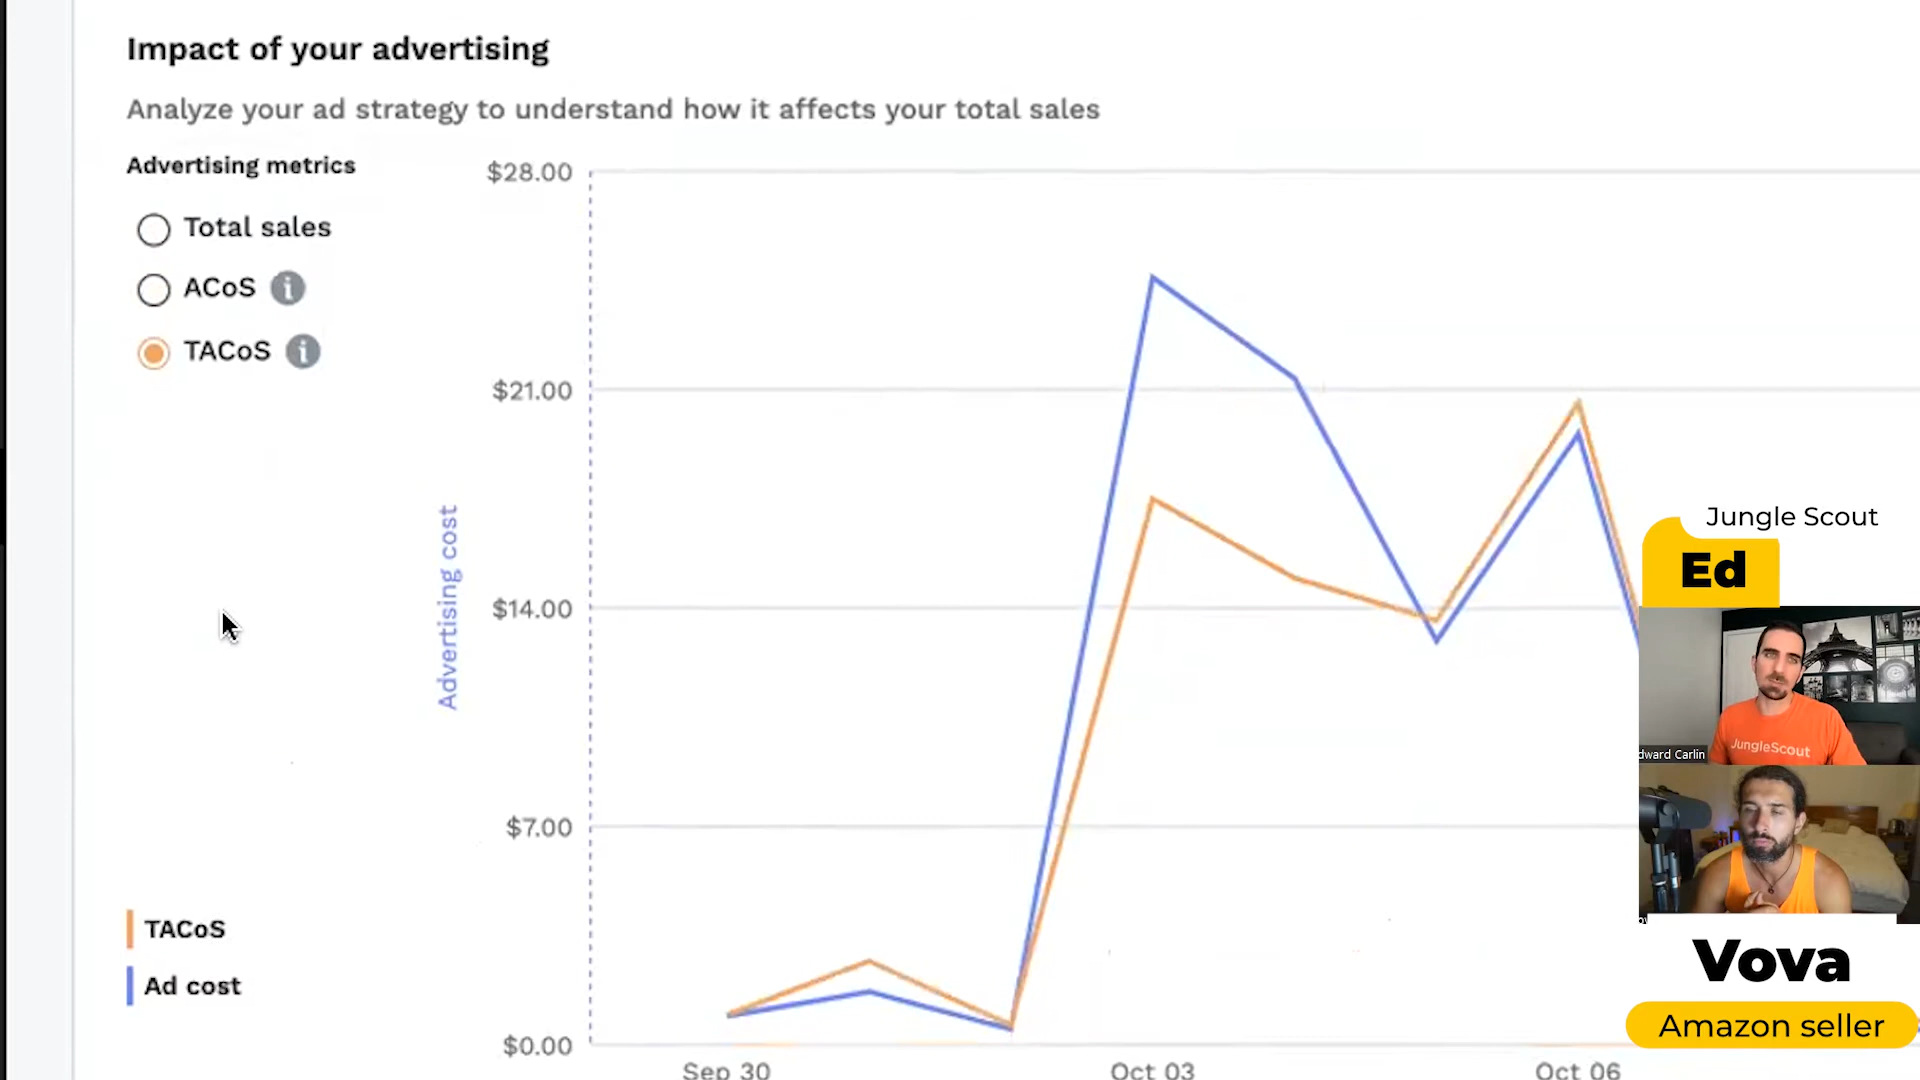 Impact of your advertising
Analyze your ad strategy to understand how it affects your total sales
Advertising metrics
Total sales
ACoS i
TACoS i
TACoS
Ad cost
Advertising cost
$28.00
$21.00
$14.00
$7.00
$0.00
Sep 30
Oct 03
Oct 06
Jungle Scout
Ed
JungleScout
dward Carlin
Vova
Amazon seller